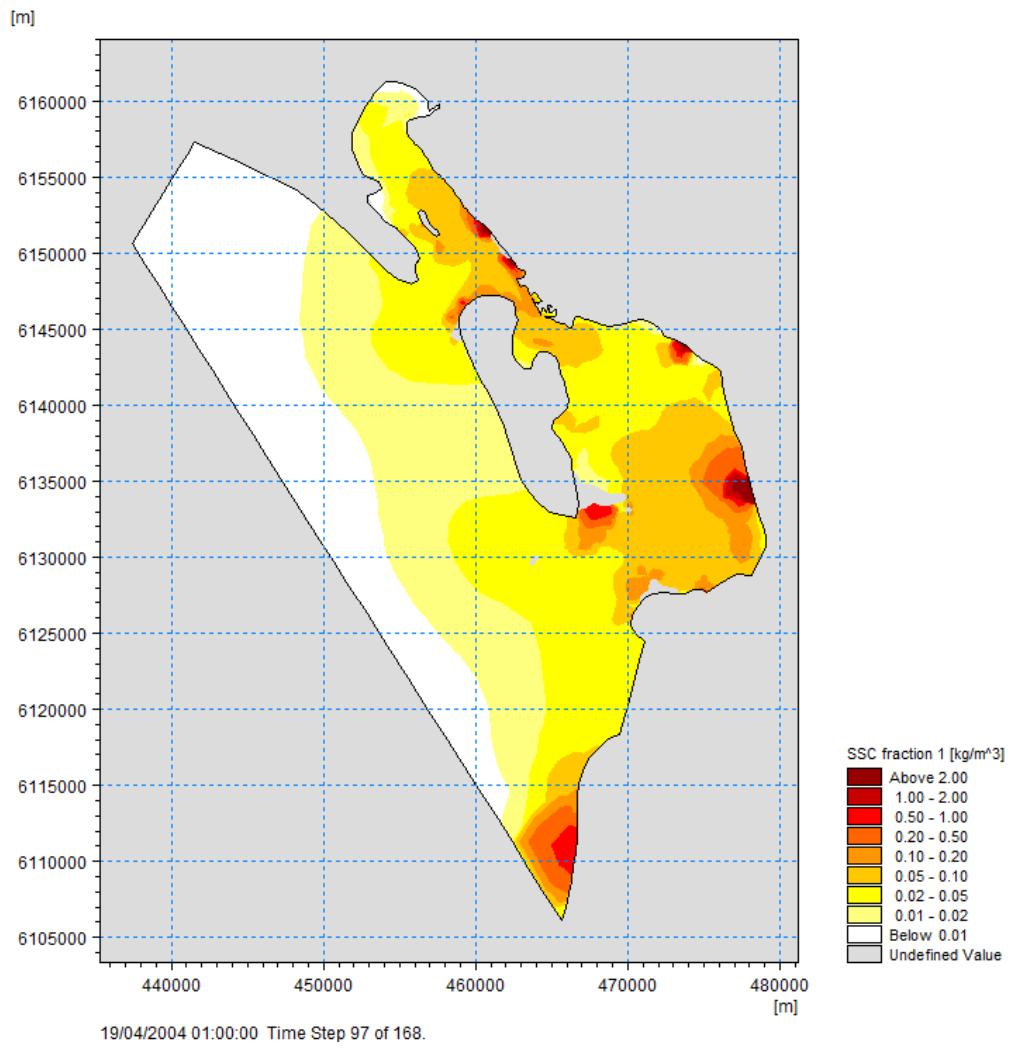 [m]
6160000
6155000
6150000
6145000
6140000
6135000
6130000
6125000
6120000
6115000
6110000
6105000
440000 450000 460000 470000 480000
[m]
SSC fraction 1 [kg/m^3]
Above 2.00
1.00 - 2.00
0.50 - 1.00
0.20 - 0.50
0.10 - 0.20
0.05 - 0.10
0.02 - 0.05
0.01 - 0.02
Below 0.01
Undefined Value
19/04/2004 01:00:00 Time Step 97 of 168.